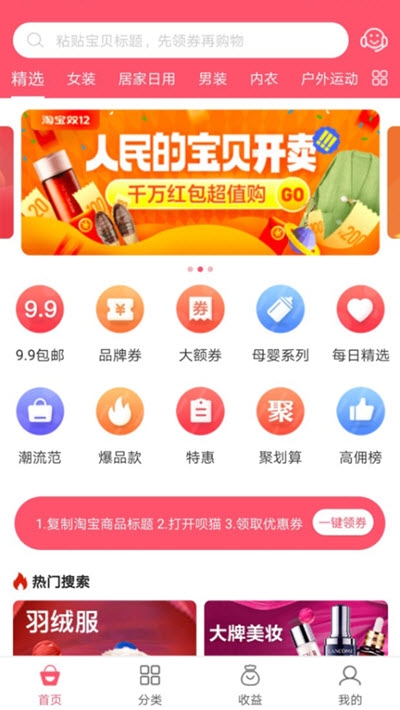 粘贴宝贝标题，先领券再购物
精选 女装 居家日用 男装 内衣 户外运动
淘宝双12
人民的宝贝开卖
千万红包超值购 GO
9.9 券
9.9包邮 品牌券 大额券 母婴系列 每日精选
聚
潮流范 爆品款 特惠 聚划算 高佣榜
1.复制淘宝商品标题 2.打开呗猫 3.领取优惠券 一键领券
热门搜索
羽绒服 大牌美妆
LANCOME
首页 分类 收益 我的